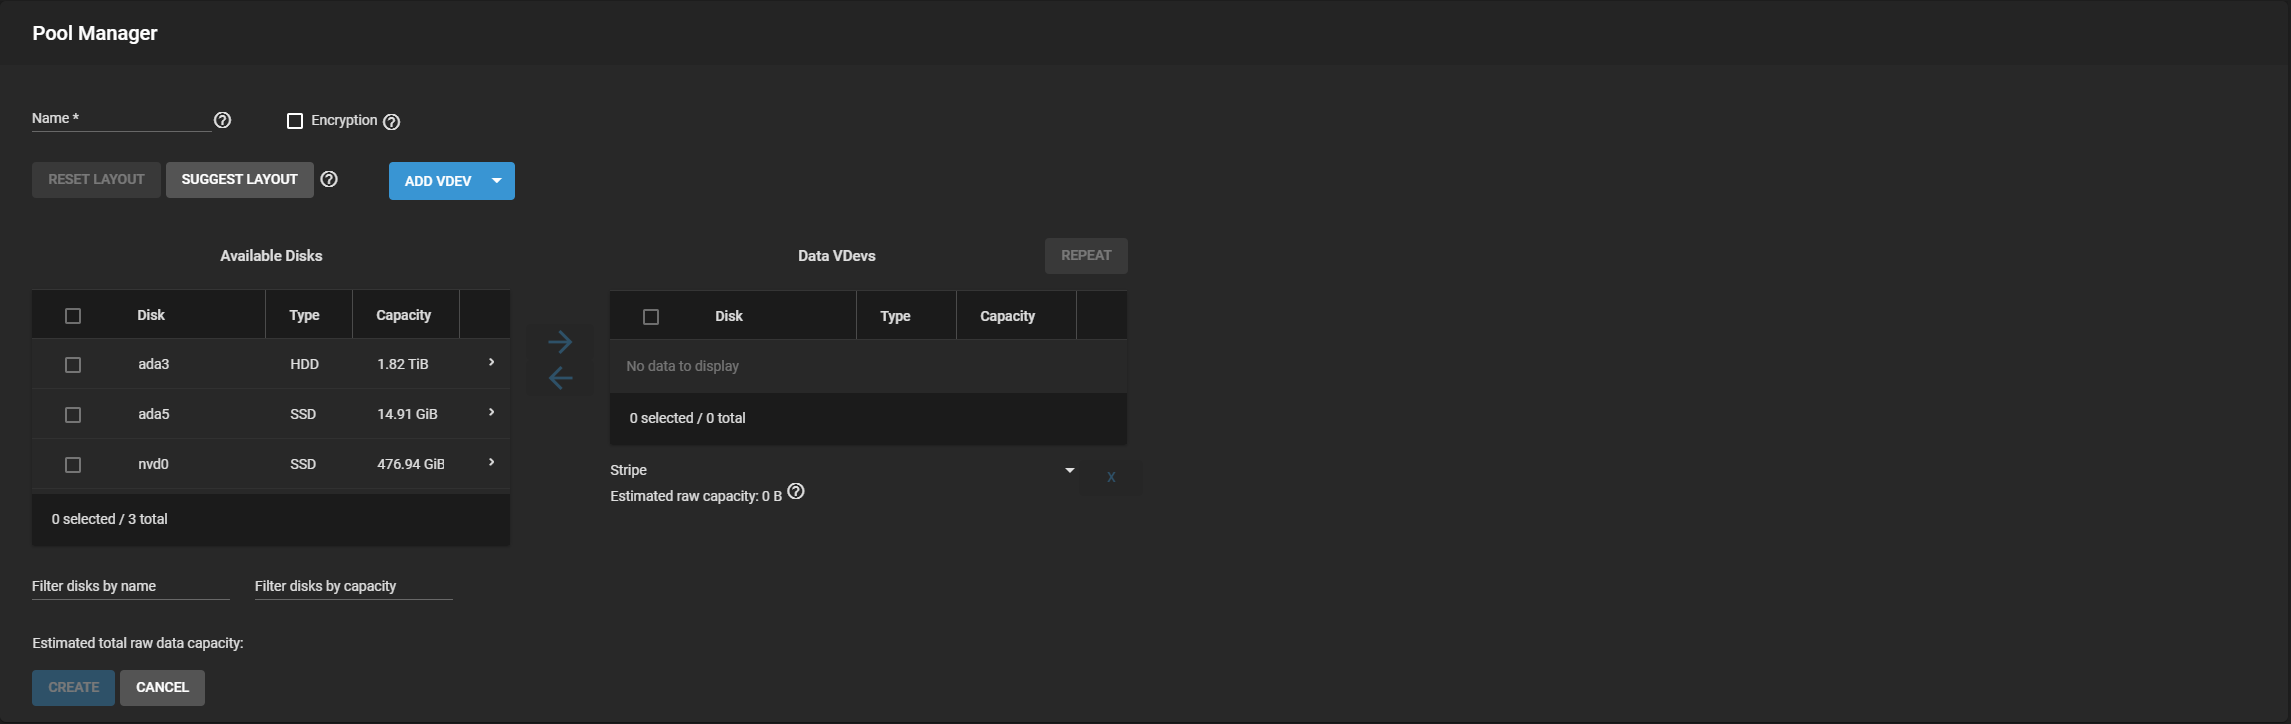 Pool Manager
Name *
Encryption
RESET LAYOUT
SUGGEST LAYOUT
ADD VDEV
Available Disks
Disk Type Capacity
ada3 HDD 1.82 TiB
ada5 SSD 14.91 GiB
nvd0 SSD 476.94 GiB
0 selected / 3 total
Filter disks by name
Filter disks by capacity
Data VDevs
REPEAT
Disk Type Capacity
No data to display
0 selected / 0 total
Stripe
X
Estimated raw capacity: 0 B
Estimated total raw data capacity:
CREATE
CANCEL